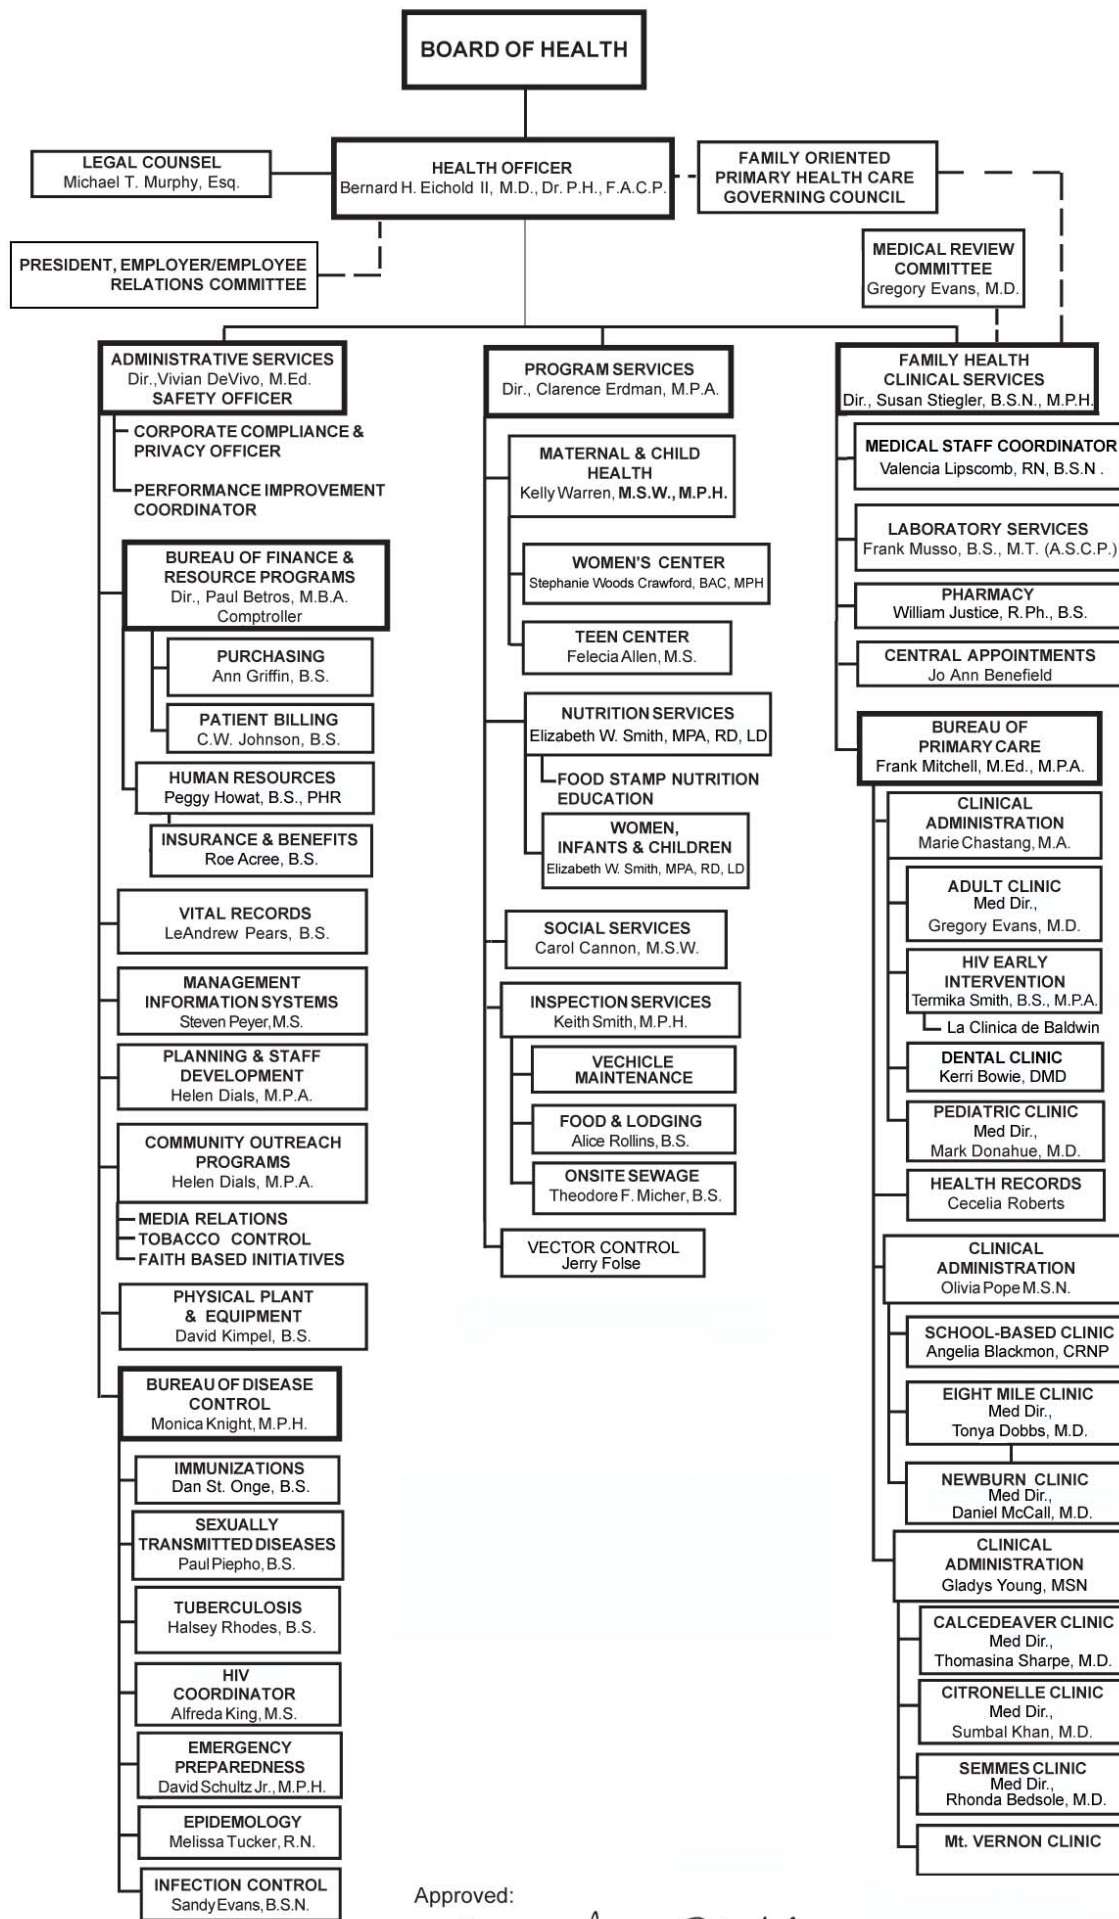 BOARD OF HEALTH
LEGAL COUNSEL
Michael T. Murphy, Esq.
HEALTH OFFICER
Bernard H. Eichold II, M.D., Dr. P.H., F.A.C.P.
FAMILY ORIENTED
PRIMARY HEALTH CARE
GOVERNING COUNCIL
PRESIDENT, EMPLOYER/EMPLOYEE
RELATIONS COMMITTEE
MEDICAL REVIEW
COMMITTEE
Gregory Evans, M.D.
ADMINISTRATIVE SERVICES
Dir.,Vivian DeVivo, M.Ed.
SAFETY OFFICER
CORPORATE COMPLIANCE &
PRIVACY OFFICER
PERFORMANCE IMPROVEMENT
COORDINATOR
BUREAU OF FINANCE &
RESOURCE PROGRAMS
Dir., Paul Betros, M.B.A.
Comptroller
PURCHASING
Ann Griffin, B.S.
PATIENT BILLING
C.W. Johnson, B.S.
HUMAN RESOURCES
Peggy Howat, B.S., PHR
INSURANCE & BENEFITS
Roe Acree, B.S.
VITAL RECORDS
LeAndrew Pears, B.S.
MANAGEMENT
INFORMATION SYSTEMS
Steven Peyer, M.S.
PLANNING & STAFF
DEVELOPMENT
Helen Dials, M.P.A.
COMMUNITY OUTREACH
PROGRAMS
Helen Dials, M.P.A.
MEDIA RELATIONS
TOBACCO CONTROL
FAITH BASED INITIATIVES
PHYSICAL PLANT
& EQUIPMENT
David Kimpel, B.S.
BUREAU OF DISEASE
CONTROL
Monica Knight, M.P.H.
IMMUNIZATIONS
Dan St. Onge, B.S.
SEXUALLY
TRANSMITTED DISEASES
Paul Piepho, B.S.
TUBERCULOSIS
Halsey Rhodes, B.S.
HIV
COORDINATOR
Alfreda King, M.S.
EMERGENCY
PREPAREDNESS
David Schultz Jr., M.P.H.
EPIDEMOLOGY
Melissa Tucker, R.N.
INFECTION CONTROL
Sandy Evans, B.S.N.
PROGRAM SERVICES
Dir., Clarence Erdman, M.P.A.
MATERNAL & CHILD
HEALTH
Kelly Warren, M.S.W., M.P.H.
WOMEN'S CENTER
Stephanie Woods Crawford, BAC, MPH
TEEN CENTER
Felecia Allen, M.S.
NUTRITION SERVICES
Elizabeth W. Smith, MPA, RD, LD
FOOD STAMP NUTRITION
EDUCATION
WOMEN,
INFANTS & CHILDREN
Elizabeth W. Smith, MPA, RD, LD
SOCIAL SERVICES
Carol Cannon, M.S.W.
INSPECTION SERVICES
Keith Smith, M.P.H.
VECHICLE
MAINTENANCE
FOOD & LODGING
Alice Rollins, B.S.
ONSITE SEWAGE
Theodore F. Micher, B.S.
VECTOR CONTROL
Jerry Folse
FAMILY HEALTH
CLINICAL SERVICES
Dir., Susan Stiegler, B.S.N., M.P.H.
MEDICAL STAFF COORDINATOR
Valencia Lipscomb, RN, B.S.N .
LABORATORY SERVICES
Frank Musso, B.S., M.T. (A.S.C.P.)
PHARMACY
William Justice, R.Ph., B.S.
CENTRAL APPOINTMENTS
Jo Ann Benefield
BUREAU OF
PRIMARY CARE
Frank Mitchell, M.Ed., M.P.A.
CLINICAL
ADMINISTRATION
Marie Chastang, M.A.
ADULT CLINIC
Med Dir.,
Gregory Evans, M.D.
HIV EARLY
INTERVENTION
Termika Smith, B.S., M.P.A.
La Clinica de Baldwin
DENTAL CLINIC
Kerri Bowie, DMD
PEDIATRIC CLINIC
Med Dir.,
Mark Donahue, M.D.
HEALTH RECORDS
Cecelia Roberts
CLINICAL
ADMINISTRATION
Olivia Pope M.S.N.
SCHOOL-BASED CLINIC
Angelia Blackmon, CRNP
EIGHT MILE CLINIC
Med Dir.,
Tonya Dobbs, M.D.
NEWBURN CLINIC
Med Dir.,
Daniel McCall, M.D.
CLINICAL
ADMINISTRATION
Gladys Young, MSN
CALCEDEAVER CLINIC
Med Dir.,
Thomasina Sharpe, M.D.
CITRONELLE CLINIC
Med Dir.,
Sumbal Khan, M.D.
SEMMES CLINIC
Med Dir.,
Rhonda Bedsole, M.D.
Mt. VERNON CLINIC
Approved: